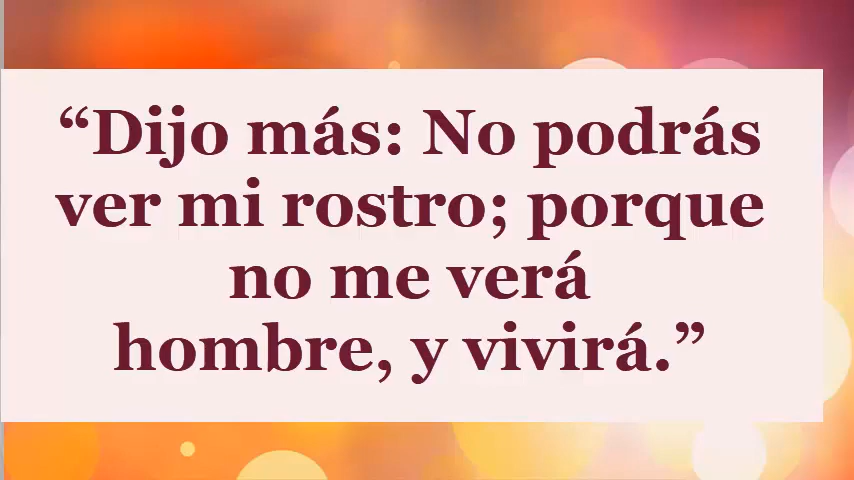 “Dijo más: No podrás
ver mi rostro; porque
no me verá
hombre, y vivirá.”